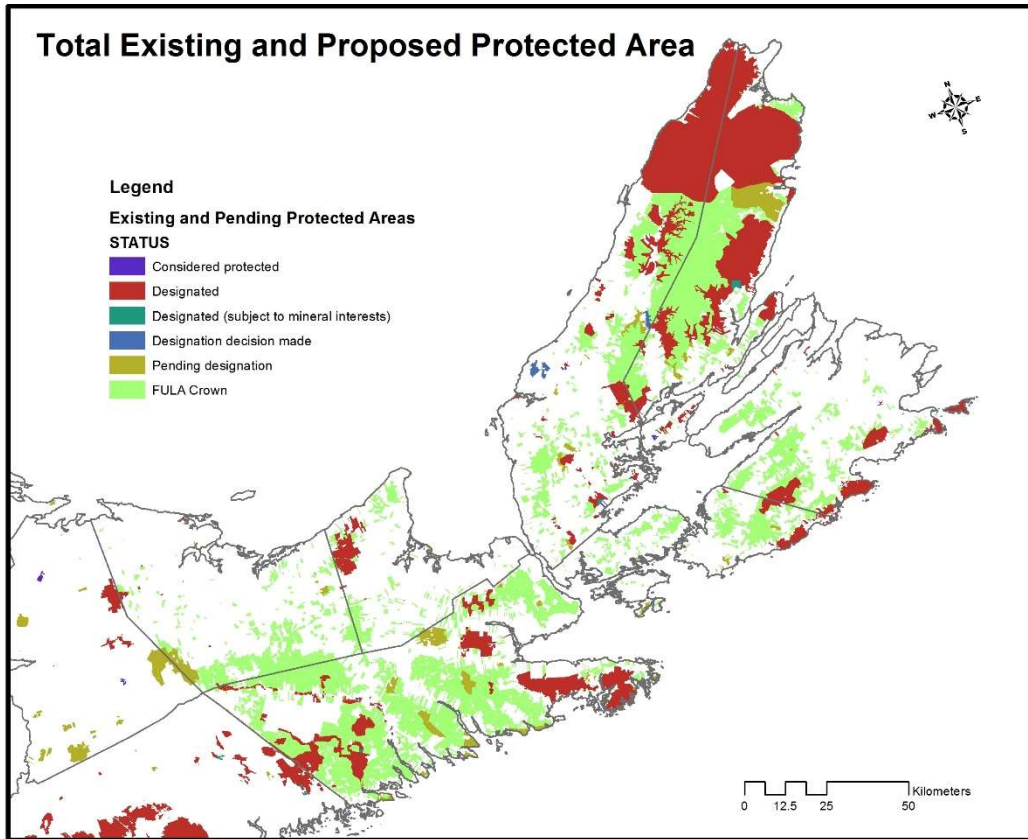 Total Existing and Proposed Protected Area
N
W E
S
Legend
Existing and Pending Protected Areas
STATUS
Considered protected
Designated
Designated (subject to mineral interests)
Designation decision made
Pending designation
FULA Crown
Kilometers
0 12.5 25 50